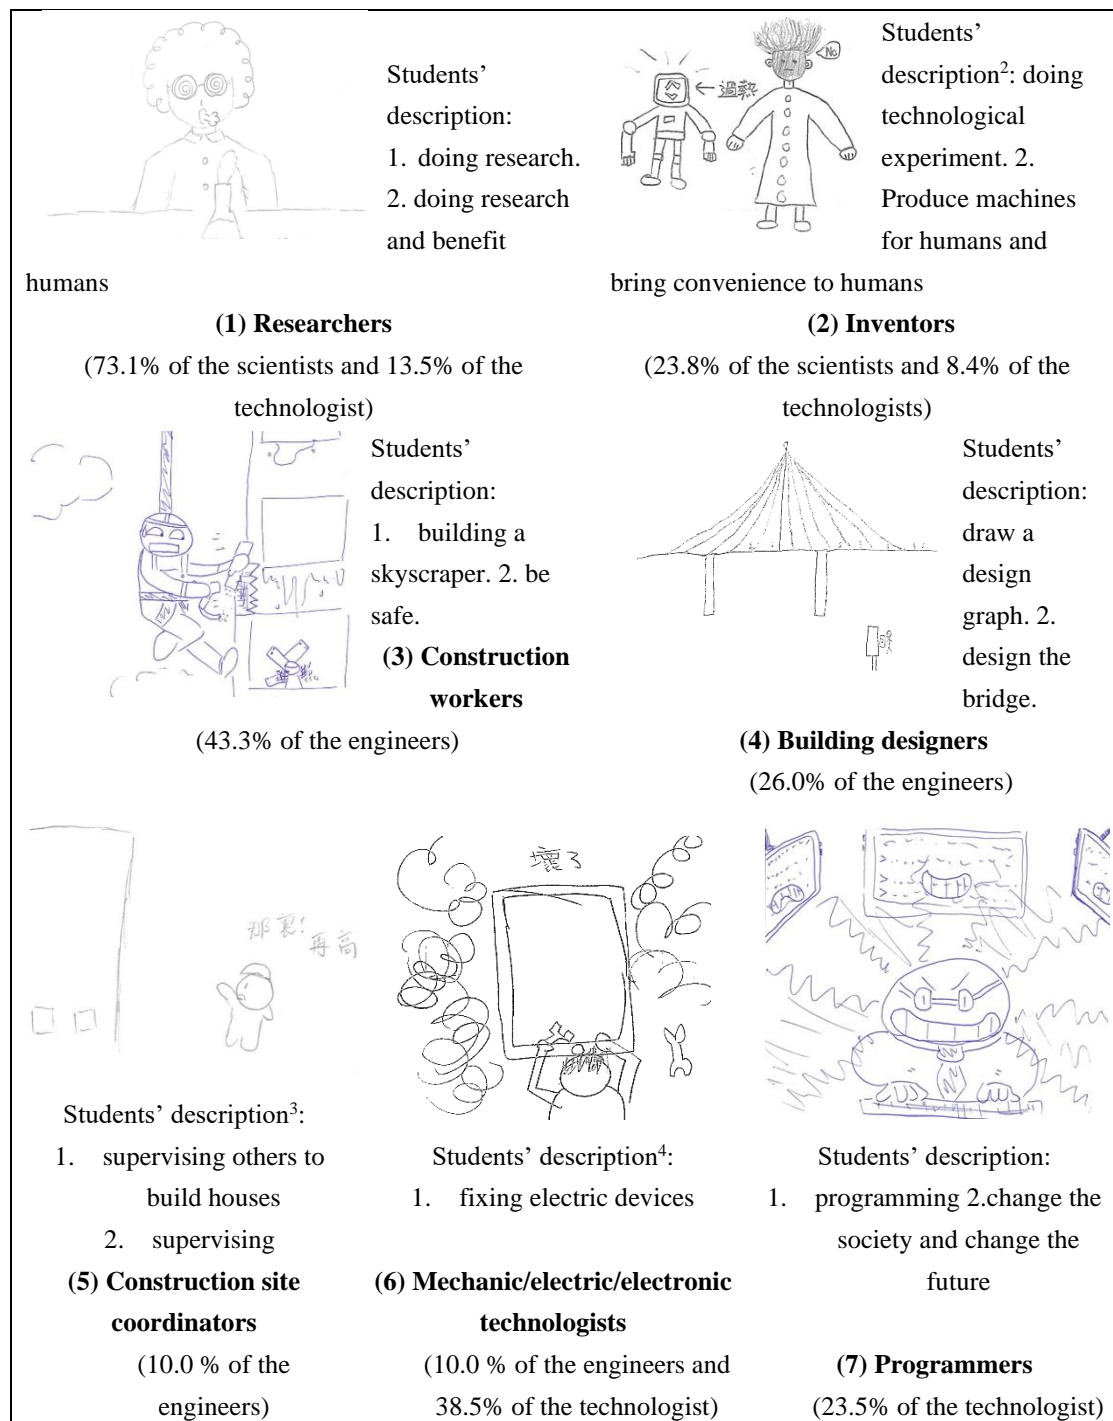 Students’
description:
1. doing research.
2. doing research
and benefit
humans
(1) Researchers
(73.1% of the scientists and 13.5% of the
technologist)
No
←過熱
Students’
description2: doing
technological
experiment. 2.
Produce machines
for humans and
bring convenience to humans
(2) Inventors
(23.8% of the scientists and 8.4% of the
technologists)
Students’
description:
1. building a
skyscraper. 2. be
safe.
(3) Construction
workers
(43.3% of the engineers)
Students’
description:
draw a
design
graph. 2.
design the
bridge.
(4) Building designers
(26.0% of the engineers)
那裏!
再高
Students’ description3:
1. supervising others to
build houses
2. supervising
(5) Construction site
coordinators
(10.0 % of the
engineers)
壞了
Students’ description4:
1. fixing electric devices
(6) Mechanic/electric/electronic
technologists
(10.0 % of the engineers and
38.5% of the technologist)
Students’ description:
1. programming 2.change the
society and change the
future
(7) Programmers
(23.5% of the technologist)